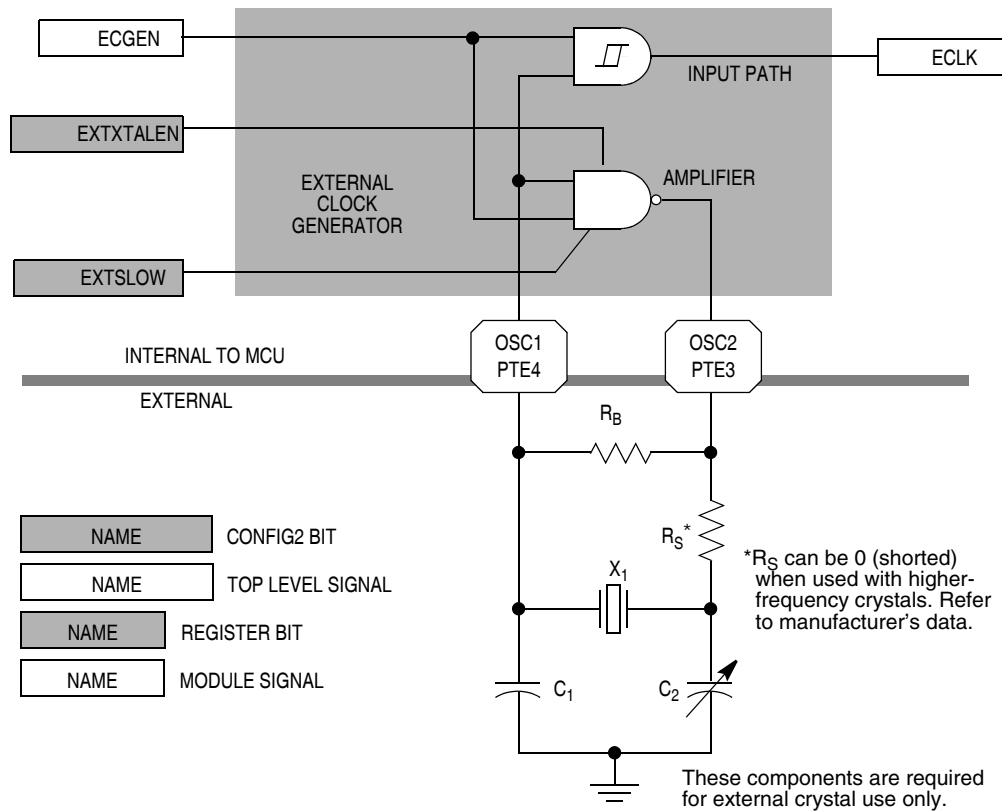 ECGEN
INPUT PATH
ECLK
EXTXTALEN
EXTERNAL
CLOCK
GENERATOR
AMPLIFIER
EXTSLOW
OSC1
PTE4
OSC2
PTE3
INTERNAL TO MCU
EXTERNAL
RB
RS*
X1
*RS can be 0 (shorted)
when used with higher-
frequency crystals. Refer
to manufacturer's data.
C1
C2
NAME CONFIG2 BIT
NAME TOP LEVEL SIGNAL
NAME REGISTER BIT
NAME MODULE SIGNAL
These components are required
for external crystal use only.